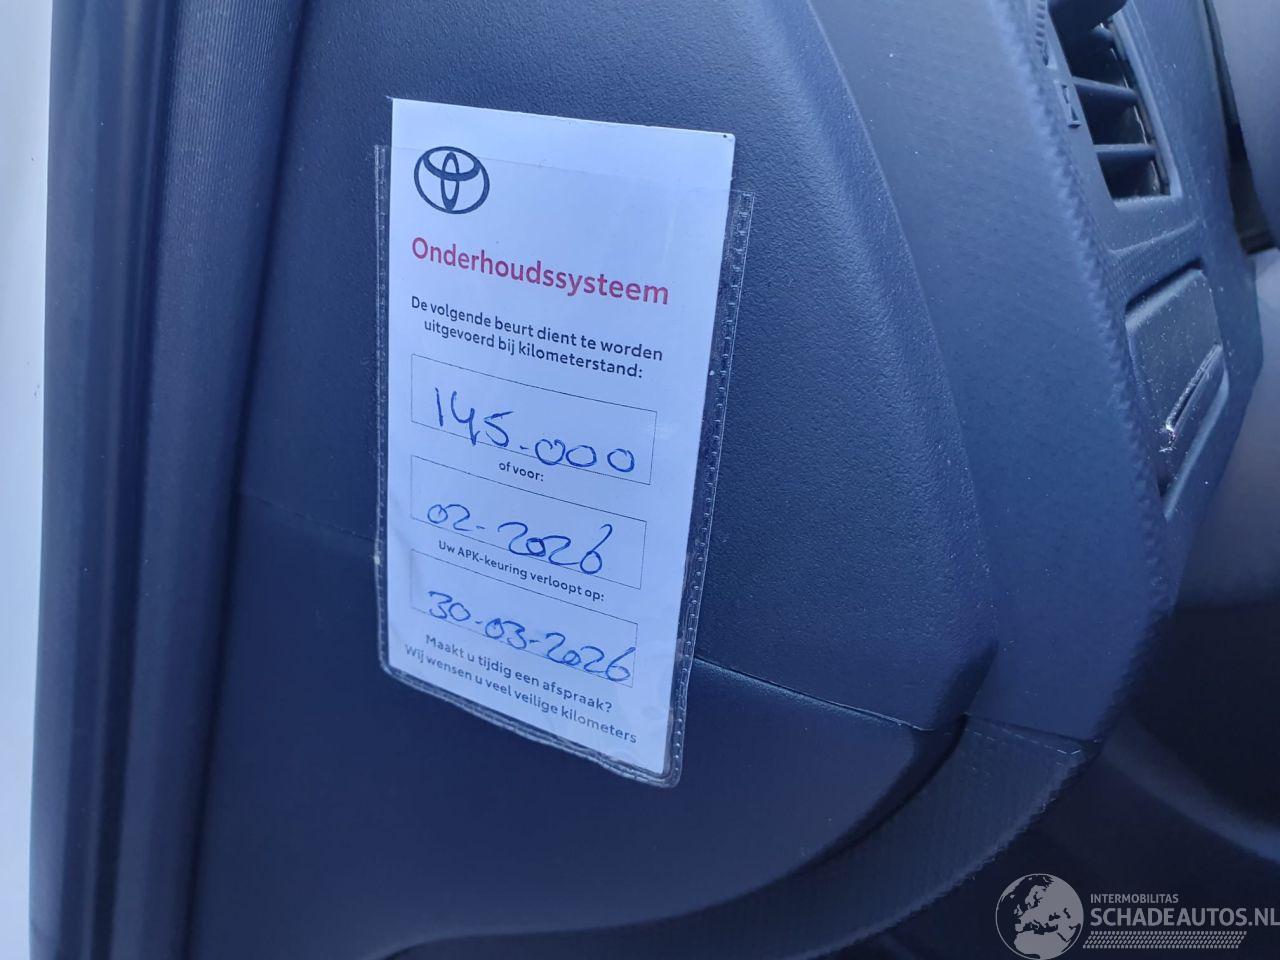 Onderhoudssysteem
De volgende beurt dient te worden
uitgevoerd bij kilometerstand:
145.000
of voor:
02-2026
Uw APK-keuring verloopt op:
30-03-2026
Maakt u tijdig een afspraak?
Wij wensen u veel veilige kilometers
INTERMOBILITAS
SCHADEAUTOS.NL